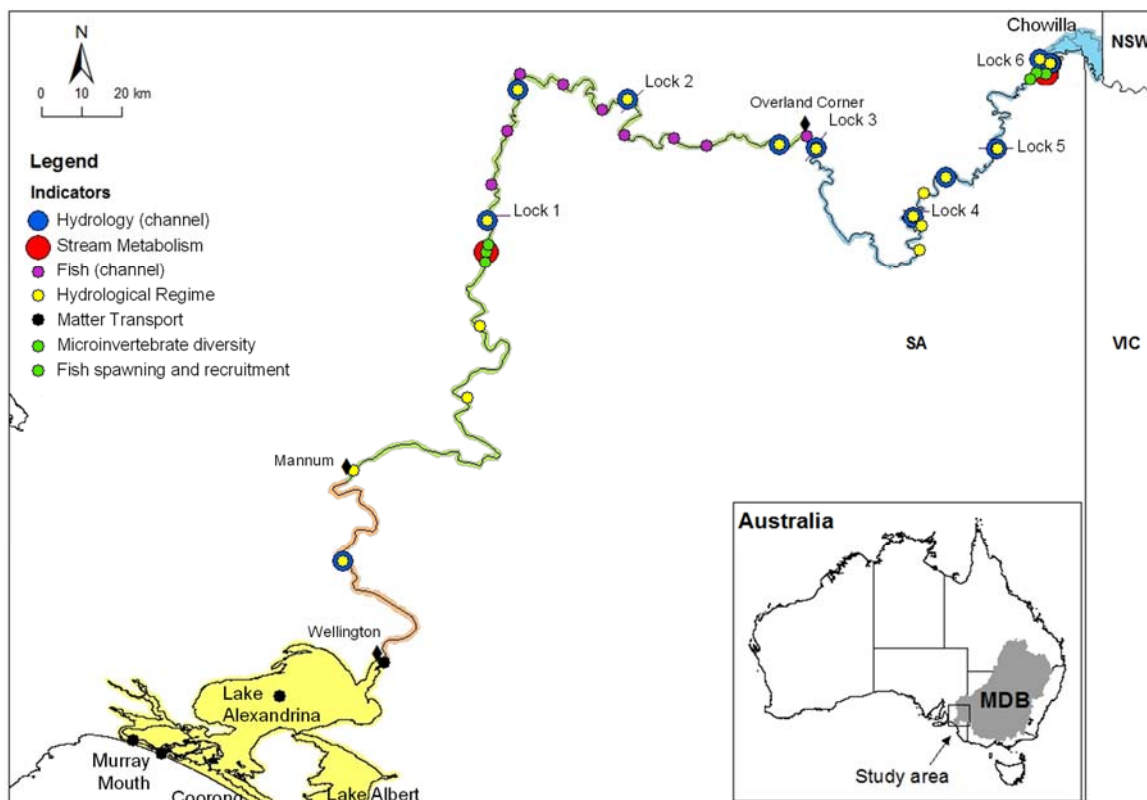 N
20 10 0 20 km
Legend
Indicators
Hydrology (channel)
Stream Metabolism
Fish (channel)
Hydrological Regime
Matter Transport
Microinvertebrate diversity
Fish spawning and recruitment
Chowilla
NSW
Lock 6
Lock 2
Overland Corner
Lock 3
Lock 5
Lock 4
Lock 1
SA
VIC
Mannum
Wellington
Lake
Alexandrina
Murray
Mouth
Coorong
Lake Albert
Australia
MDB
Study area